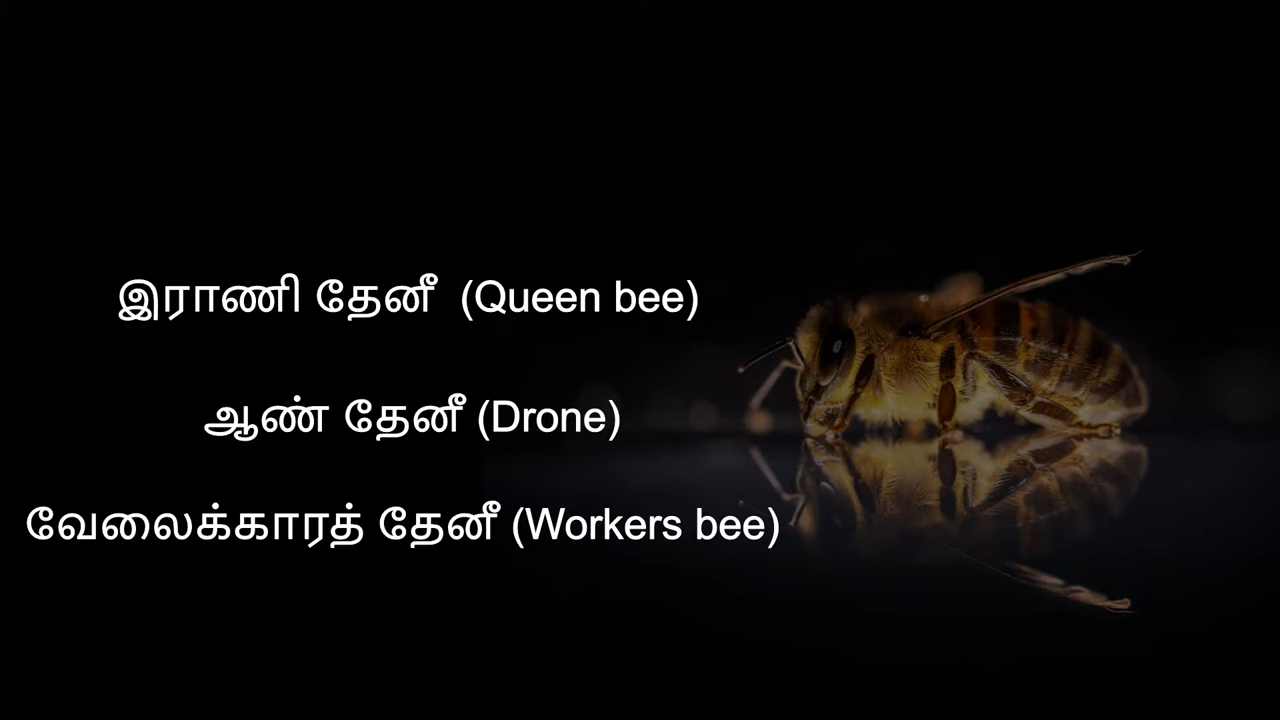 இராணி தேனீ (Queen bee)
ஆண் தேனீ (Drone)
வேலைக்காரத் தேனீ (Workers bee)